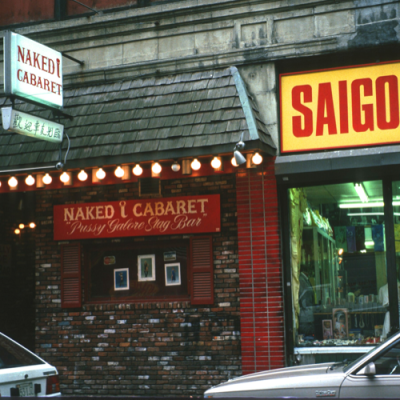 NAKED i
CABARET
NAKED i CABARET
"Pussy Galore Stag Bar"
SAIGO